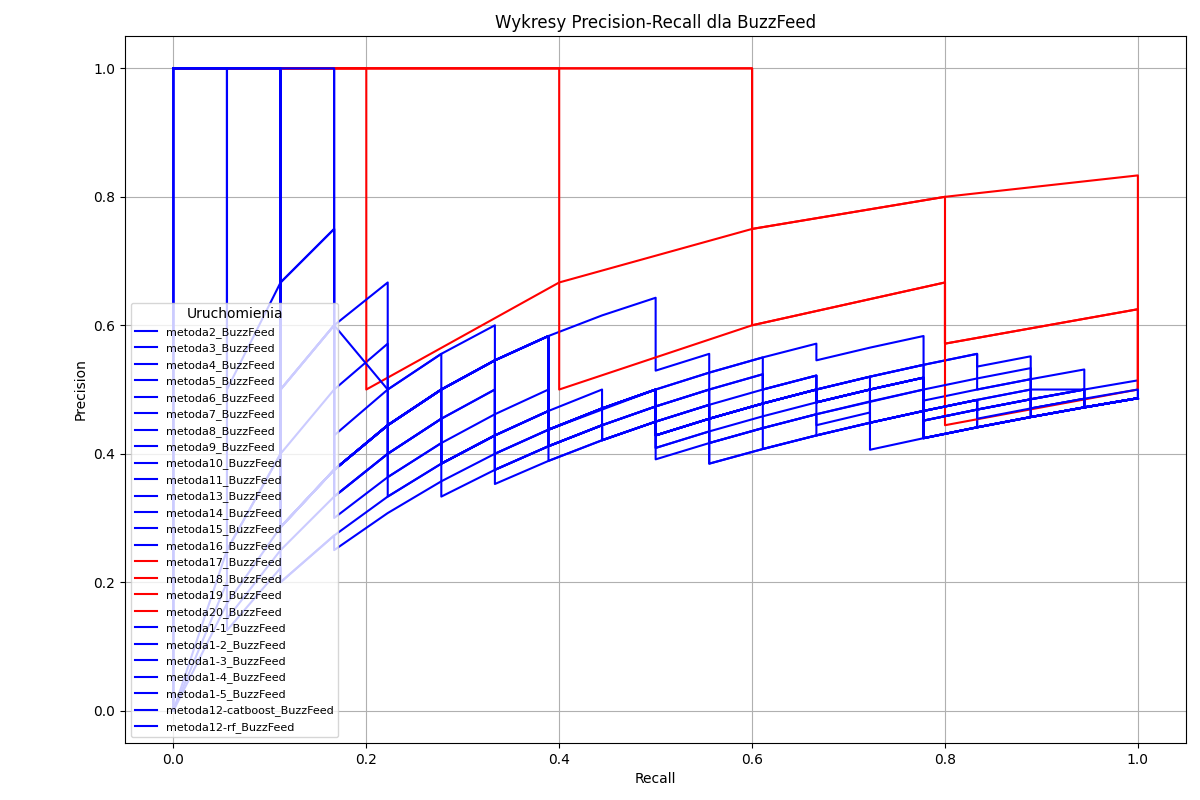 Wykresy Precision-Recall dla BuzzFeed
1.0
0.8
0.6
0.4
0.2
0.0
Precision
Uruchomienia
metoda2_BuzzFeed
metoda3_BuzzFeed
metoda4_BuzzFeed
metoda5_BuzzFeed
metoda6_BuzzFeed
metoda7_BuzzFeed
metoda8_BuzzFeed
metoda9_BuzzFeed
metoda10_BuzzFeed
metoda11_BuzzFeed
metoda13_BuzzFeed
metoda14_BuzzFeed
metoda15_BuzzFeed
metoda16_BuzzFeed
metoda17_BuzzFeed
metoda18_BuzzFeed
metoda19_BuzzFeed
metoda20_BuzzFeed
metoda1-1_BuzzFeed
metoda1-2_BuzzFeed
metoda1-3_BuzzFeed
metoda1-4_BuzzFeed
metoda1-5_BuzzFeed
metoda12-catboost_BuzzFeed
metoda12-rf_BuzzFeed
0.0 0.2 0.4 0.6 0.8 1.0
Recall